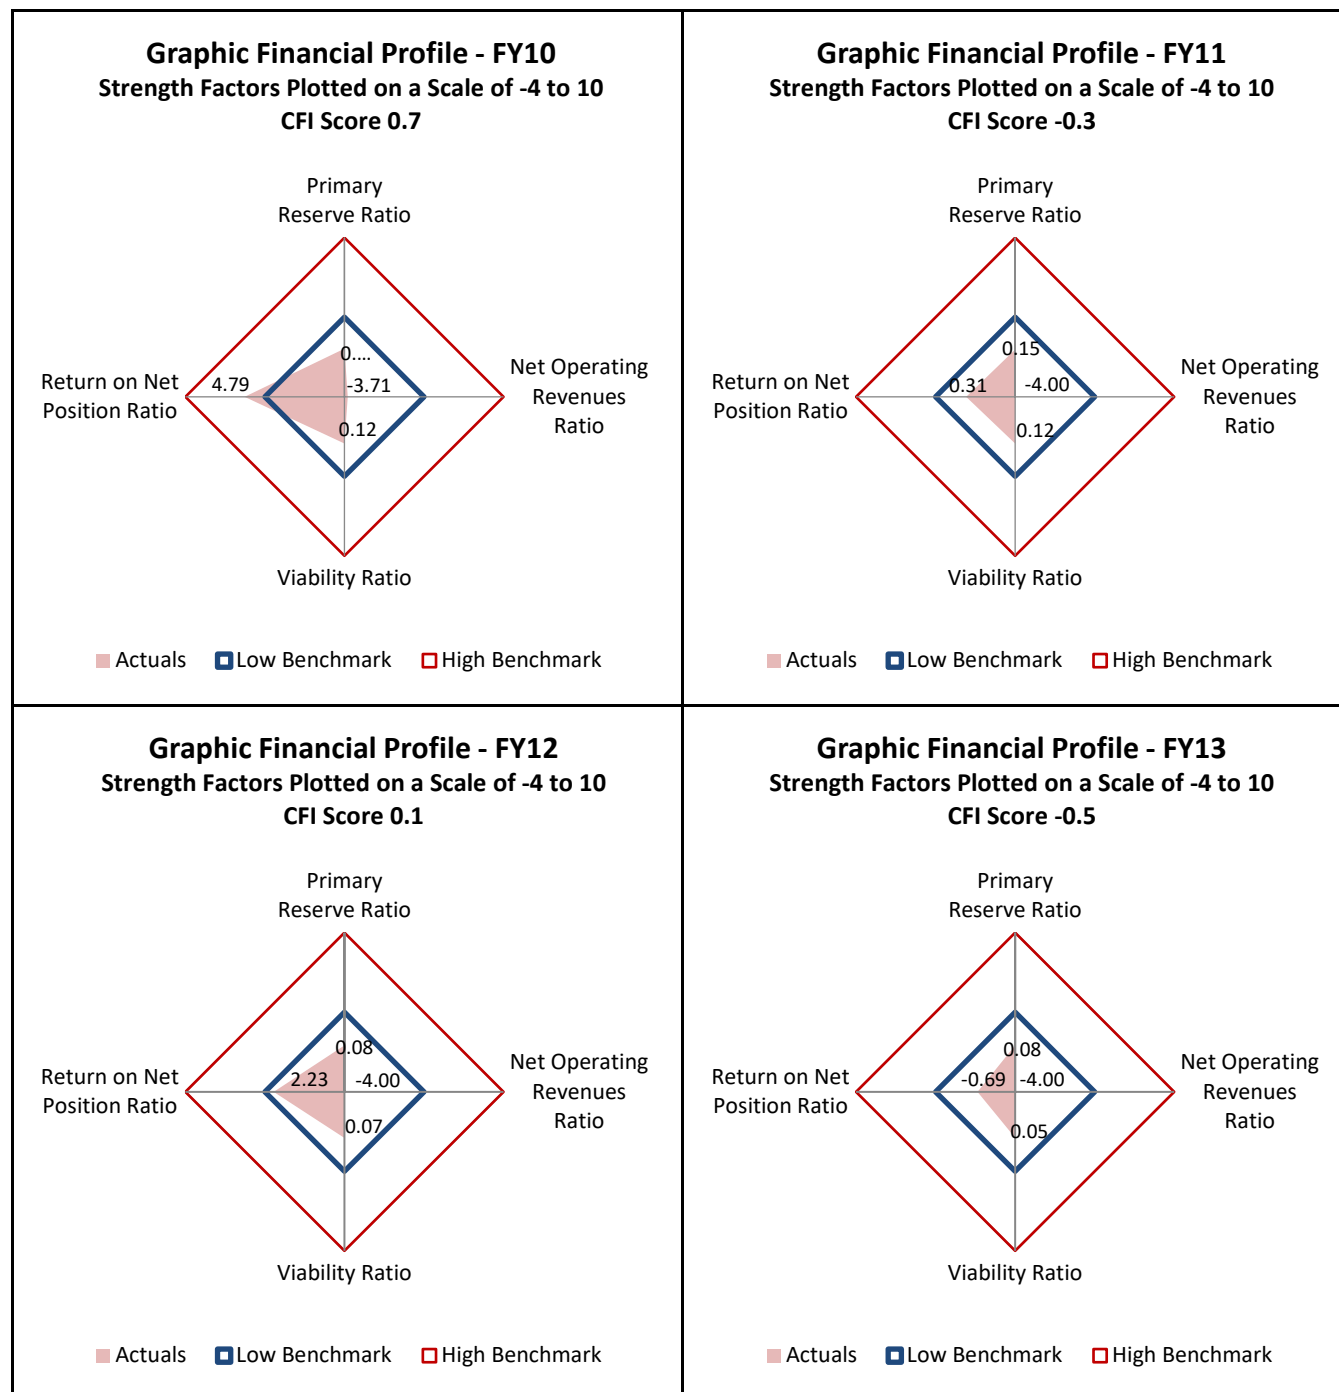 Graphic Financial Profile - FY10
Strength Factors Plotted on a Scale of -4 to 10
CFI Score 0.7
Primary
Reserve Ratio
0....
4.79
-3.71
0.12
Return on Net
Position Ratio
Net Operating
Revenues
Ratio
Viability Ratio
Actuals Low Benchmark High Benchmark
Graphic Financial Profile - FY11
Strength Factors Plotted on a Scale of -4 to 10
CFI Score -0.3
Primary
Reserve Ratio
0.15
0.31
-4.00
0.12
Return on Net
Position Ratio
Net Operating
Revenues
Ratio
Viability Ratio
Actuals Low Benchmark High Benchmark
Graphic Financial Profile - FY12
Strength Factors Plotted on a Scale of -4 to 10
CFI Score 0.1
Primary
Reserve Ratio
0.08
2.23
-4.00
0.07
Return on Net
Position Ratio
Net Operating
Revenues
Ratio
Viability Ratio
Actuals Low Benchmark High Benchmark
Graphic Financial Profile - FY13
Strength Factors Plotted on a Scale of -4 to 10
CFI Score -0.5
Primary
Reserve Ratio
0.08
-0.69
-4.00
0.05
Return on Net
Position Ratio
Net Operating
Revenues
Ratio
Viability Ratio
Actuals Low Benchmark High Benchmark